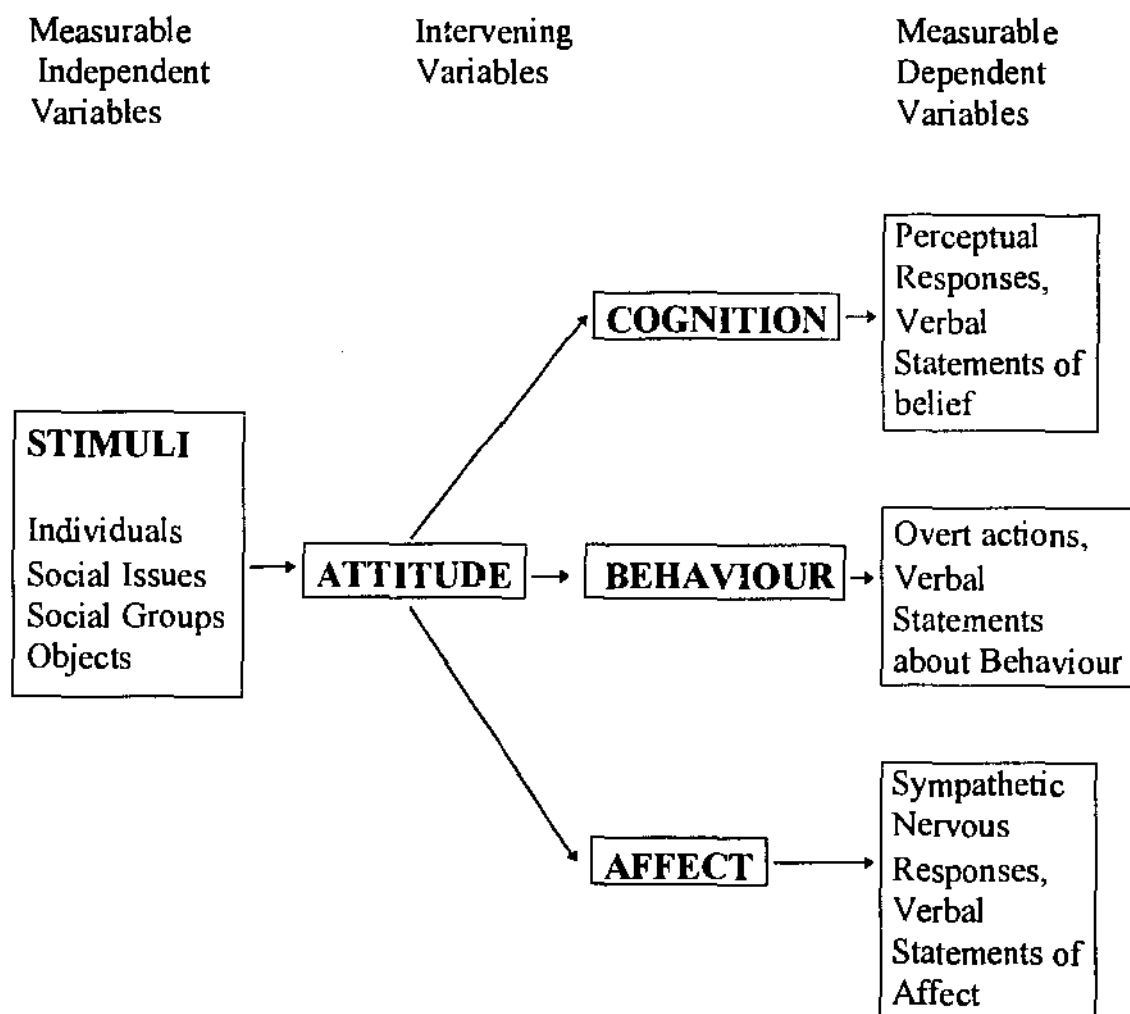 Measurable
Independent
Variables
Intervening
Variables
Measurable
Dependent
Variables
Perceptual
Responses,
Verbal
Statements of
belief
COGNITION
STIMULI
Individuals
Social Issues
Social Groups
Objects
ATTITUDE
BEHAVIOUR
Overt actions,
Verbal
Statements
about Behaviour
AFFECT
Sympathetic
Nervous
Responses,
Verbal
Statements of
Affect